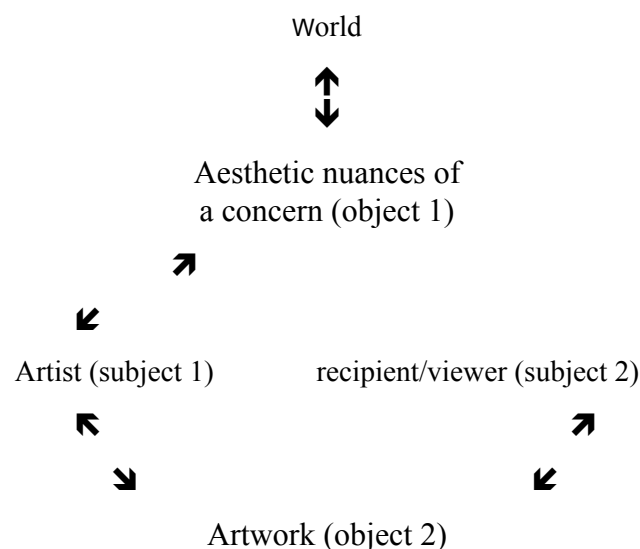 World
Aesthetic nuances of
a concern (object 1)
Artist (subject 1)
recipient/viewer (subject 2)
Artwork (object 2)